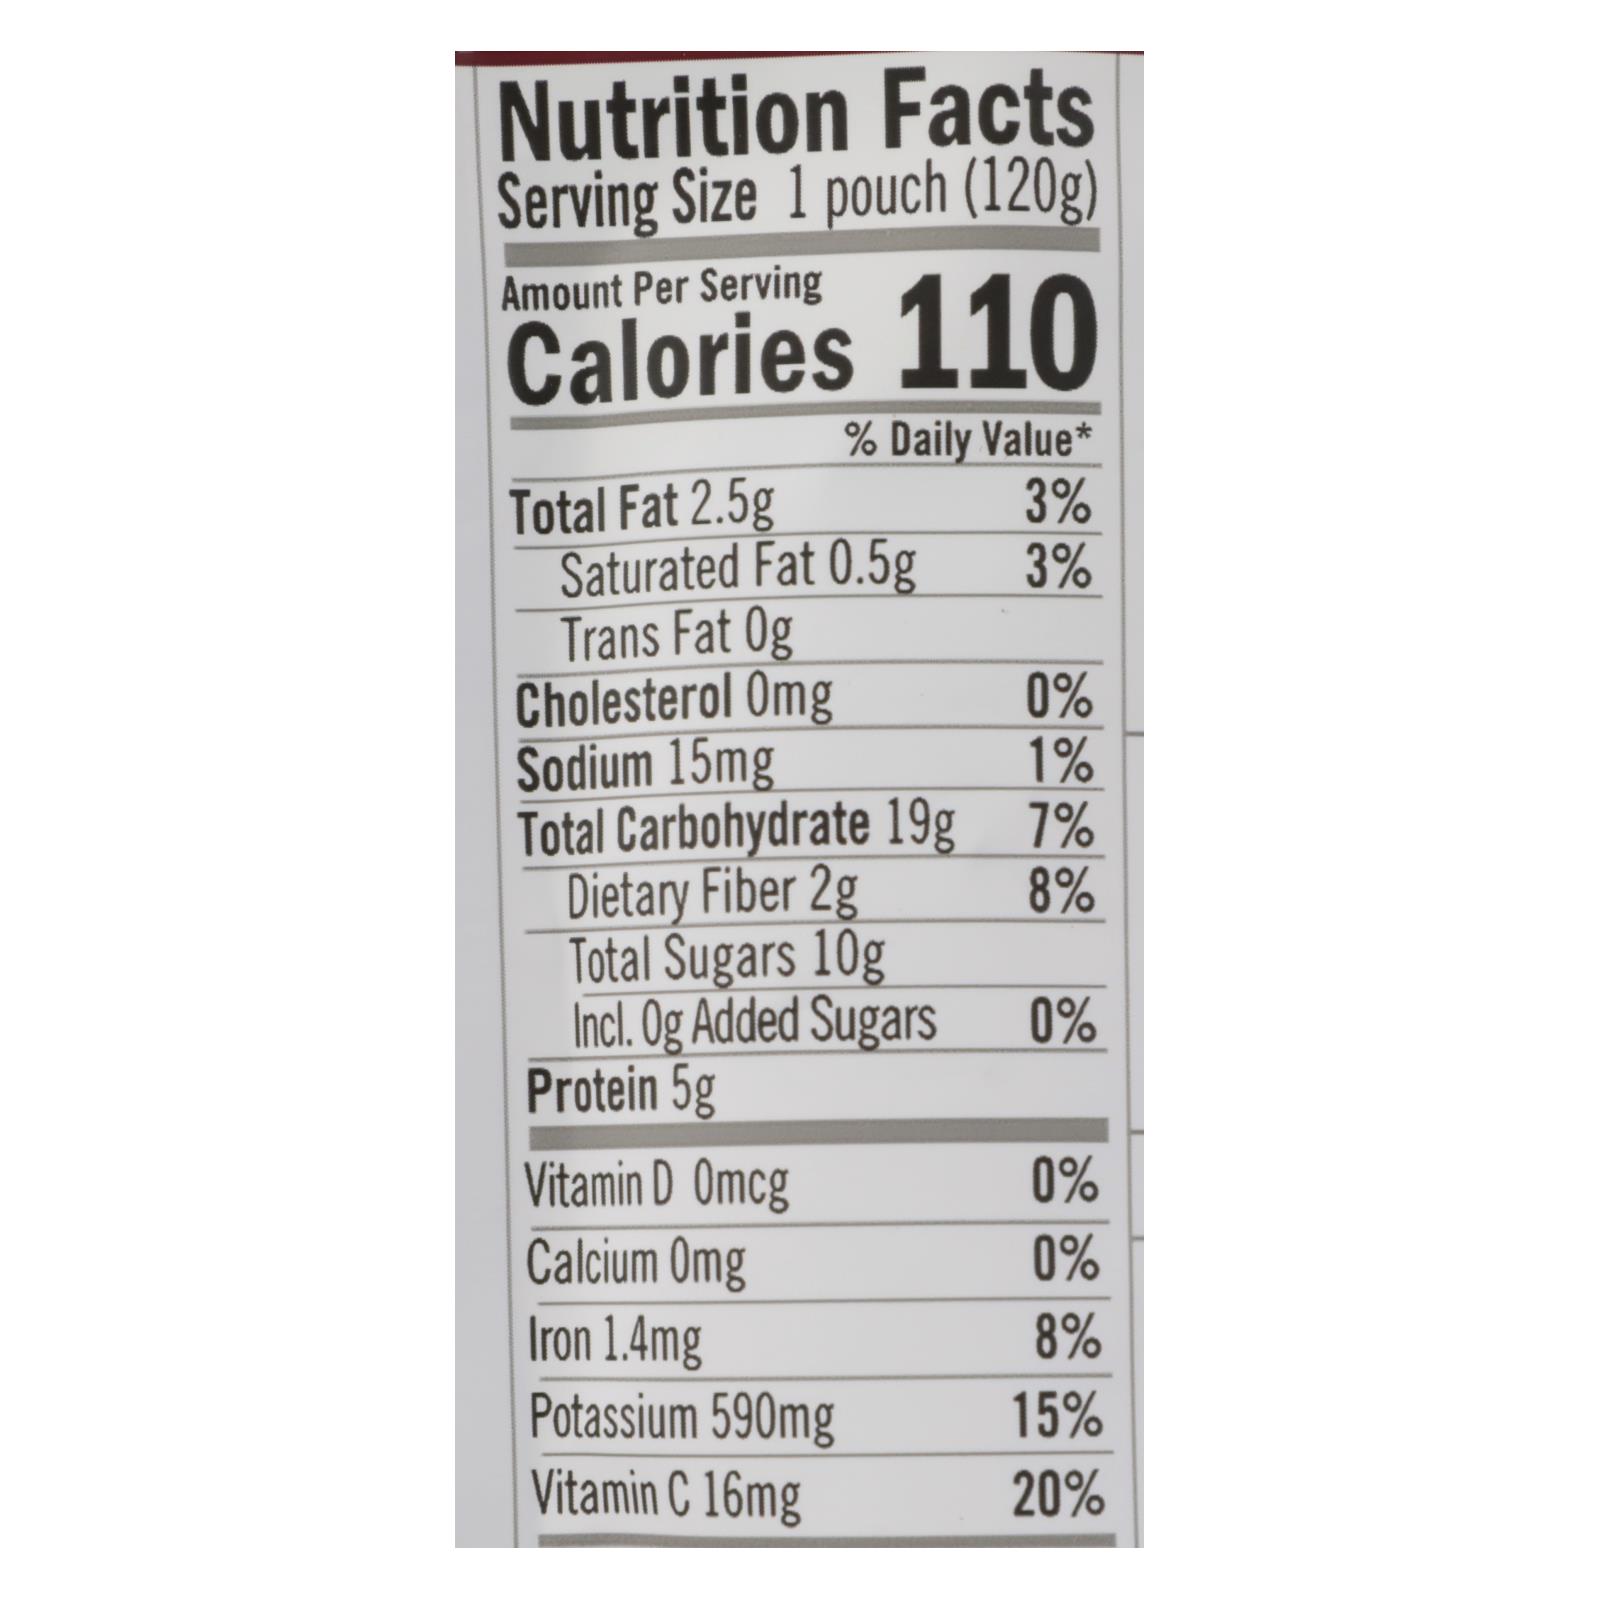 Nutrition Facts
Serving Size 1 pouch (120g)
Amount Per Serving
Calories 110
% Daily Value*
Total Fat 2.5g 3%
Saturated Fat 0.5g 3%
Trans Fat 0g
Cholesterol 0mg 0%
Sodium 15mg 1%
Total Carbohydrate 19g 7%
Dietary Fiber 2g 8%
Total Sugars 10g
Incl. 0g Added Sugars 0%
Protein 5g
Vitamin D 0mcg 0%
Calcium 0mg 0%
Iron 1.4mg 8%
Potassium 590mg 15%
Vitamin C 16mg 20%